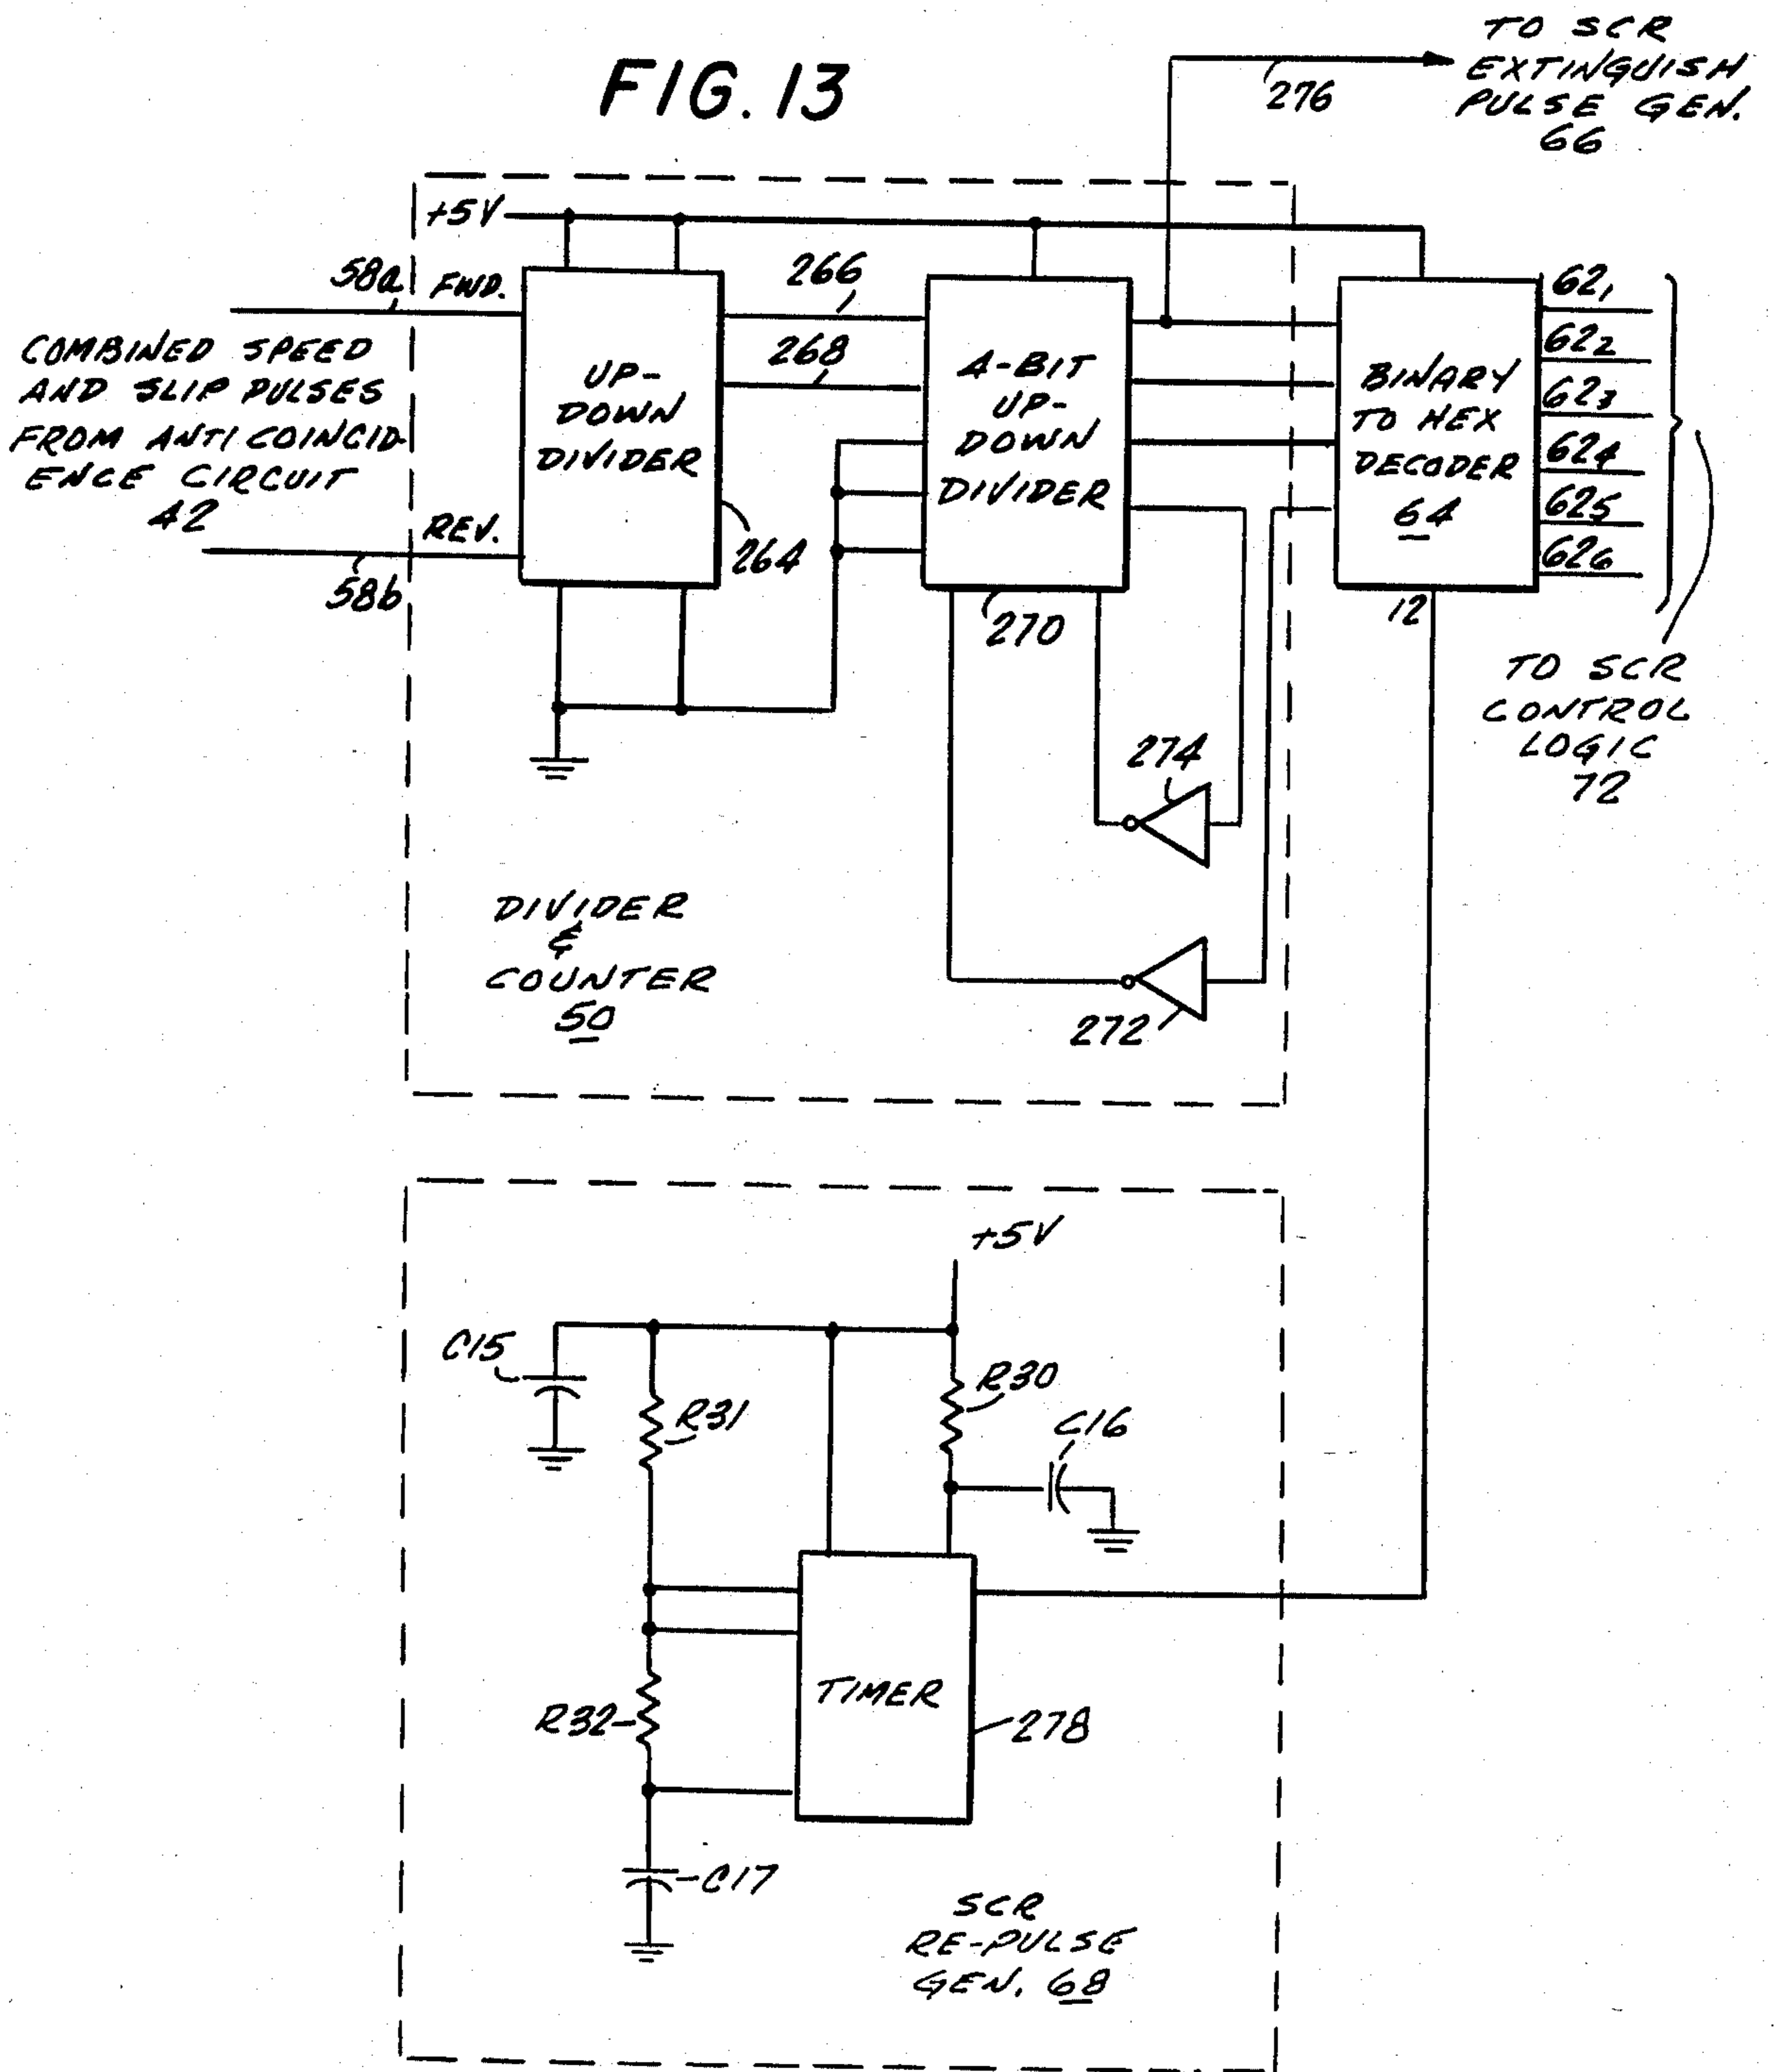 FIG. 13
TO SCR
EXTINGUISH
PULSE GEN.
66
276
+5V
58a
FWD.
COMBINED SPEED
AND SLIP PULSES
FROM ANTICOINCID-
ENCE CIRCUIT
42
REV.
58b
UP-
DOWN
DIVIDER
264
266
268
4-BIT
UP-
DOWN
DIVIDER
270
BINARY
TO HEX
DECODER
64
12
621
622
623
624
625
626
TO SCR
CONTROL
LOGIC
72
274
272
DIVIDER
&
COUNTER
50
+5V
C15
R31
R30
C16
TIMER
278
R32
C17
SCR
RE-PULSE
GEN. 68